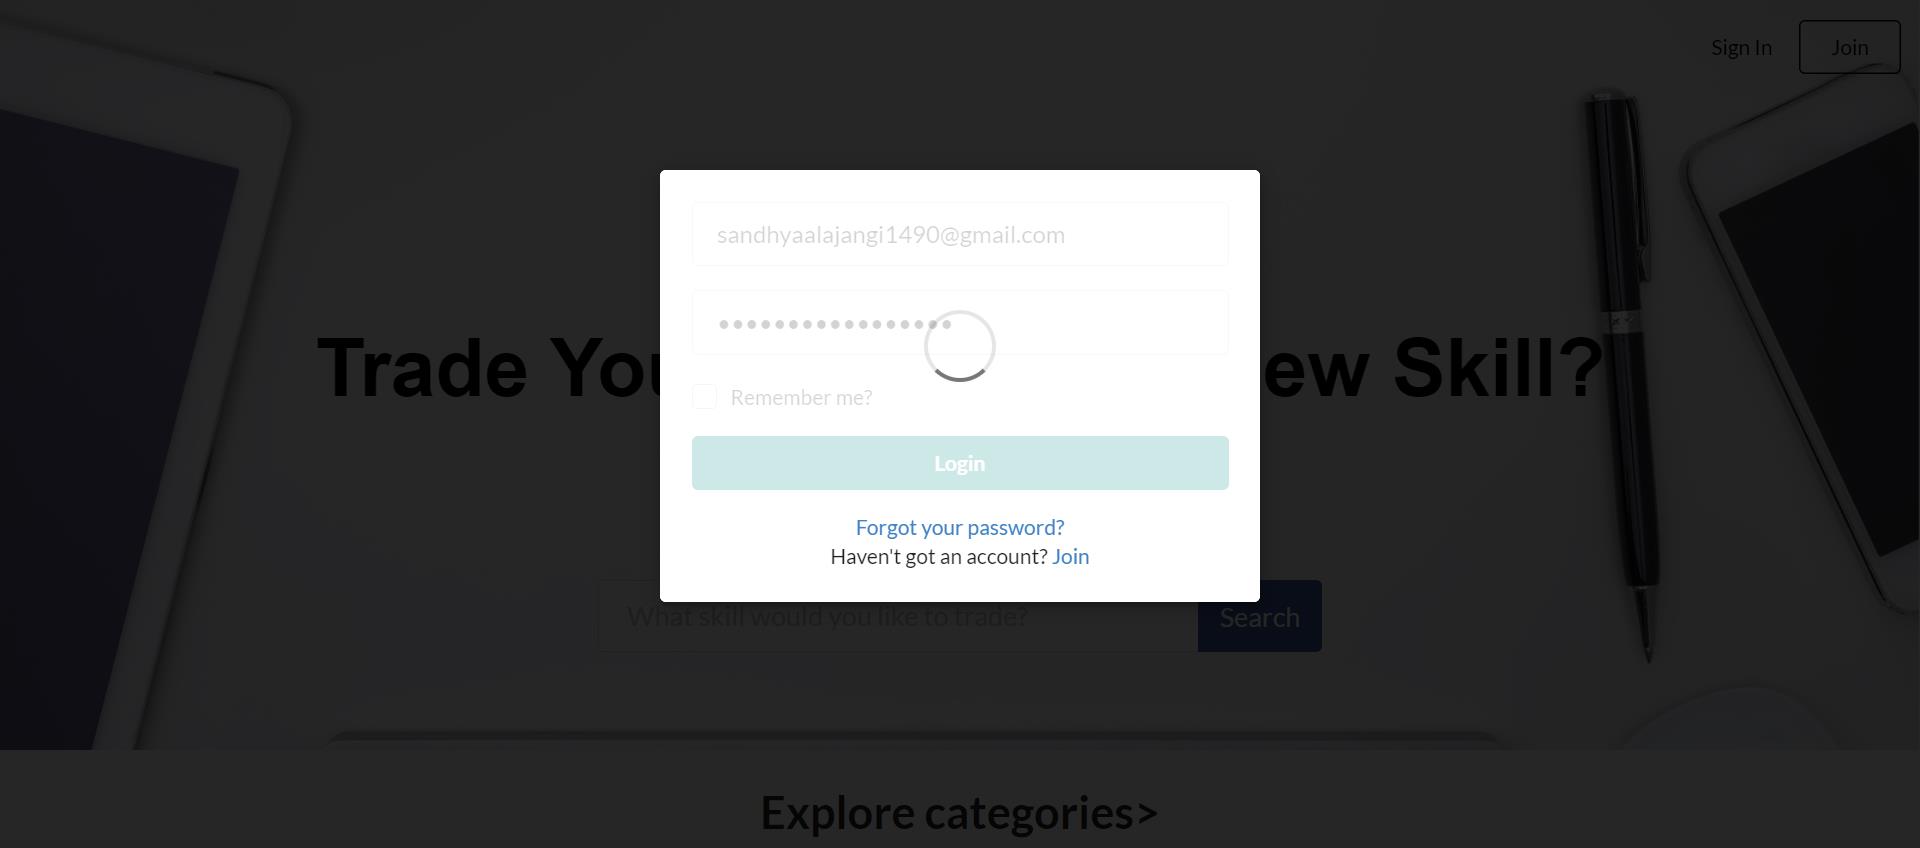 Sign In
Join
sandhyaalajangi1490@gmail.com
Trade You
ew Skill?
Remember me?
Login
Forgot your password?
Haven't got an account? Join
What skill would you like to trade?
Search
Explore categories>